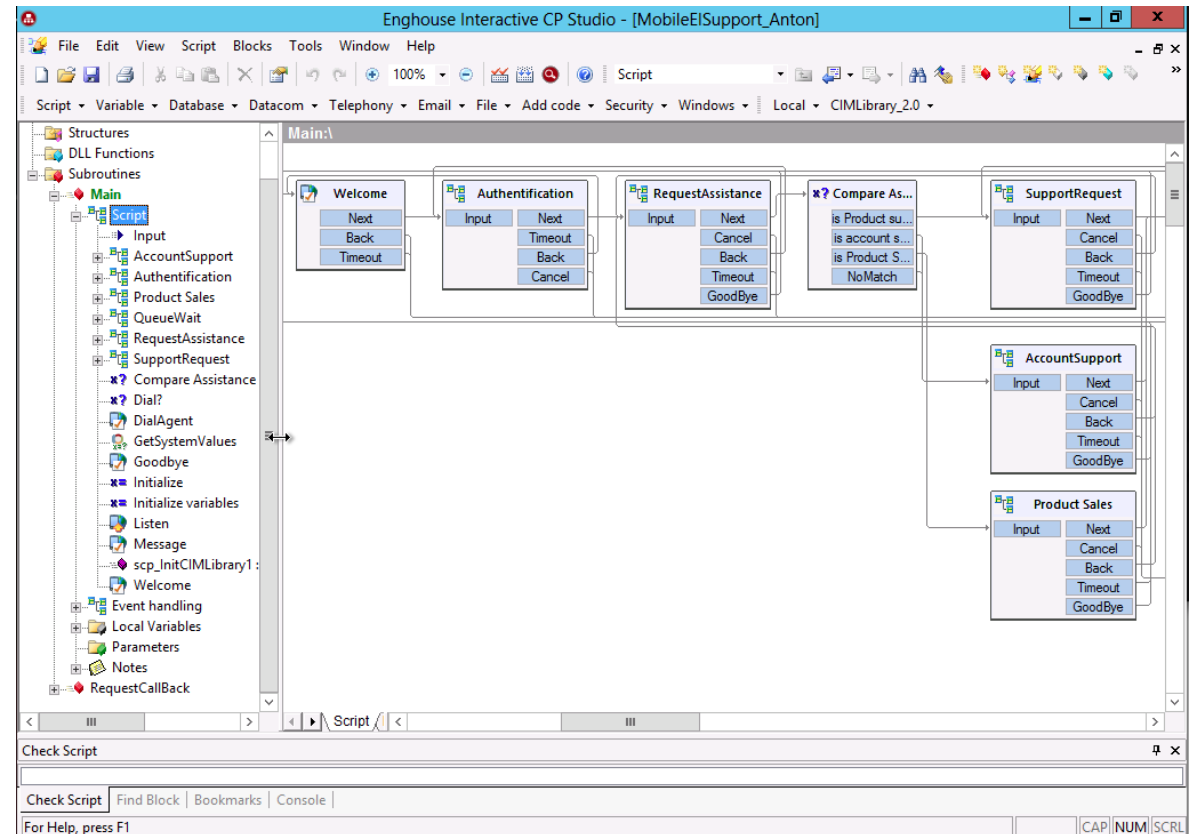 Enghouse Interactive CP Studio - [MobileEISupport_Anton]
File Edit View Script Blocks Tools Window Help
100% Script
Script Variable Database Datacom Telephony Email File Add code Security Windows Local CIMLibrary_2.0
Structures
DLL Functions
Subroutines
Main
Script
Input
AccountSupport
Authentification
Product Sales
QueueWait
RequestAssistance
SupportRequest
Compare Assistance
Dial?
DialAgent
GetSystemValues
Goodbye
Initialize
Initialize variables
Listen
Message
scp_InitCIMLibrary1 :
Welcome
Event handling
Local Variables
Parameters
Notes
RequestCallBack
Main:\
Welcome
Next
Back
Timeout
Authentification
Input Next
Timeout
Back
Cancel
RequestAssistance
Input Next
Cancel
Back
Timeout
GoodBye
x? Compare As...
is Product su...
is account s...
is Product S...
NoMatch
SupportRequest
Input Next
Cancel
Back
Timeout
GoodBye
AccountSupport
Input Next
Cancel
Back
Timeout
GoodBye
Product Sales
Input Next
Cancel
Back
Timeout
GoodBye
Script
Check Script
Check Script Find Block Bookmarks Console
For Help, press F1 CAP NUM SCRL